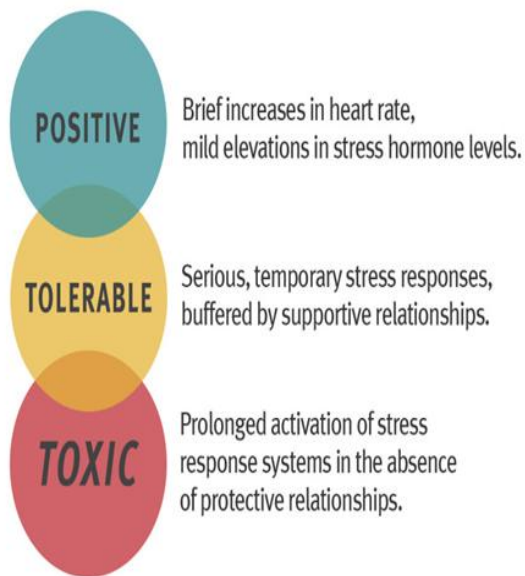 POSITIVE
Brief increases in heart rate,
mild elevations in stress hormone levels.
TOLERABLE
Serious, temporary stress responses,
buffered by supportive relationships.
TOXIC
Prolonged activation of stress
response systems in the absence
of protective relationships.